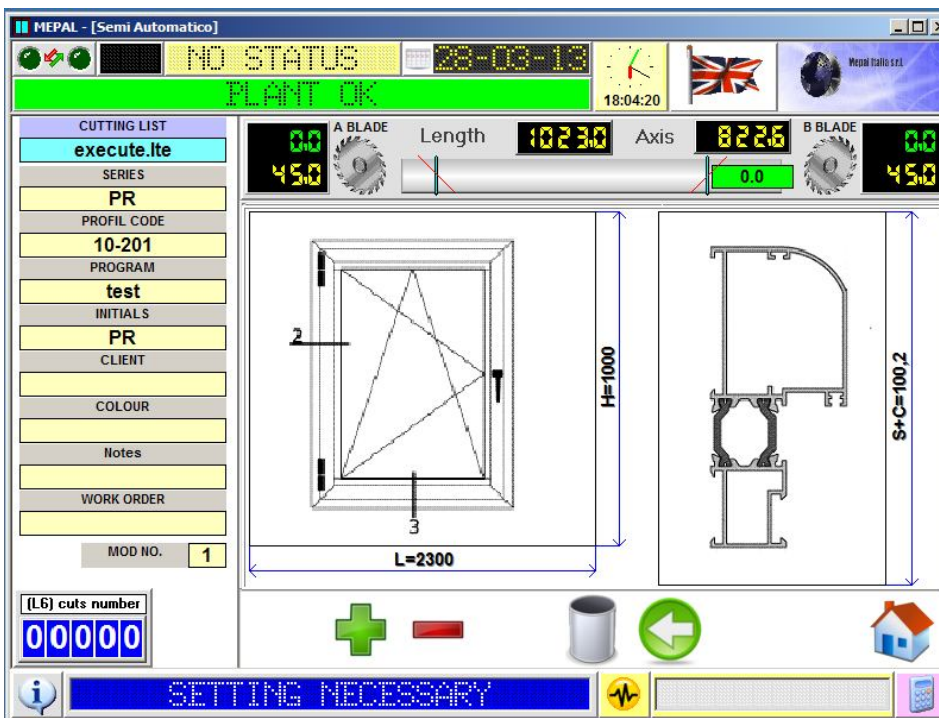 MEPAL - [Semi Automatico]
NO STATUS
28-03-13
PLANT OK
18:04:20
Mepal Italia s.r.l.
CUTTING LIST
execute.lte
SERIES
PR
PROFIL CODE
10-201
PROGRAM
test
INITIALS
PR
CLIENT
COLOUR
Notes
WORK ORDER
MOD NO. 1
(L6) cuts number
00000
0.0
45.0
A BLADE
Length 1023.0
Axis 822.6
0.0
B BLADE
0.0
45.0
2
3
H=1000
L=2300
S+C=100,2
SETTING NECESSARY